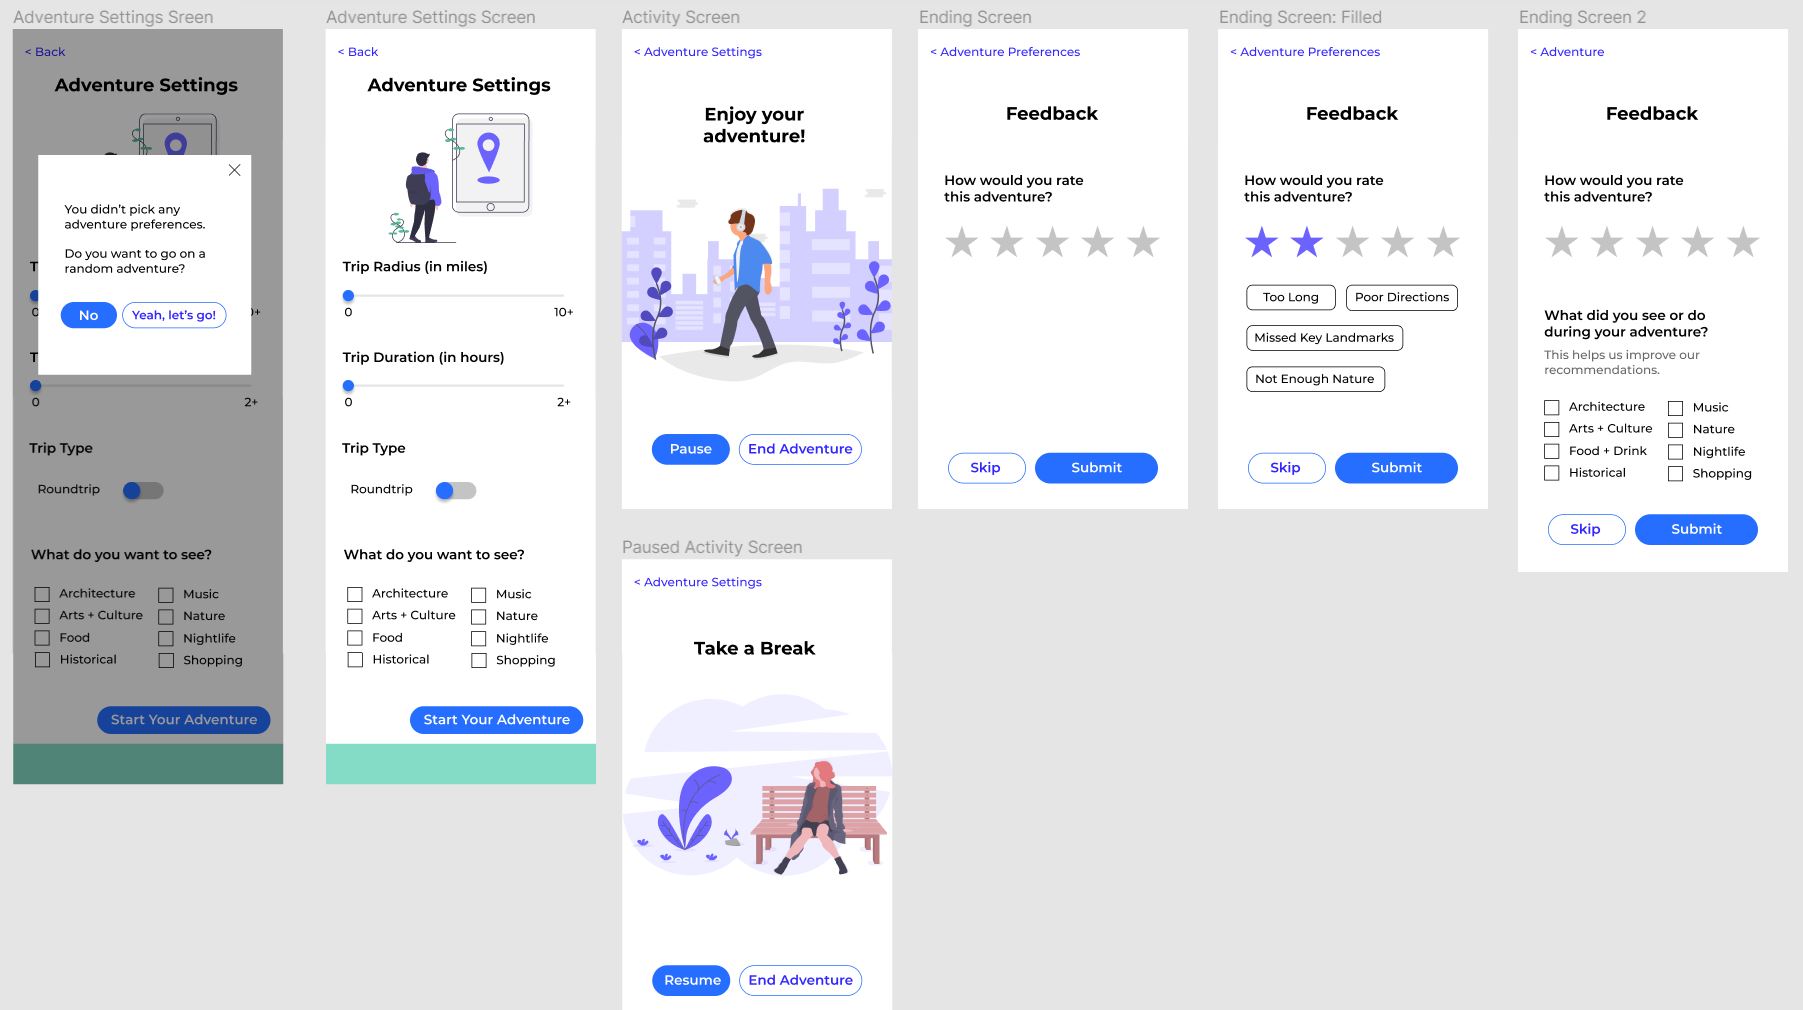 Adventure Settings Sreen
< Back
Adventure Settings
You didn't pick any
adventure preferences.
Do you want to go on a
random adventure?
No
Yeah, let's go!
T
0
0+
T
0
2+
Trip Type
Roundtrip
What do you want to see?
Architecture
Music
Arts + Culture
Nature
Food
Nightlife
Historical
Shopping
Start Your Adventure
Adventure Settings Screen
< Back
Adventure Settings
Trip Radius (in miles)
0
10+
Trip Duration (in hours)
0
2+
Trip Type
Roundtrip
What do you want to see?
Architecture
Music
Arts + Culture
Nature
Food
Nightlife
Historical
Shopping
Start Your Adventure
Activity Screen
< Adventure Settings
Enjoy your
adventure!
Pause
End Adventure
Paused Activity Screen
< Adventure Settings
Take a Break
Resume
End Adventure
Ending Screen
< Adventure Preferences
Feedback
How would you rate
this adventure?
Skip
Submit
Ending Screen: Filled
< Adventure Preferences
Feedback
How would you rate
this adventure?
Too Long
Poor Directions
Missed Key Landmarks
Not Enough Nature
Skip
Submit
Ending Screen 2
< Adventure
Feedback
How would you rate
this adventure?
What did you see or do
during your adventure?
This helps us improve our
recommendations.
Architecture
Music
Arts + Culture
Nature
Food + Drink
Nightlife
Historical
Shopping
Skip
Submit